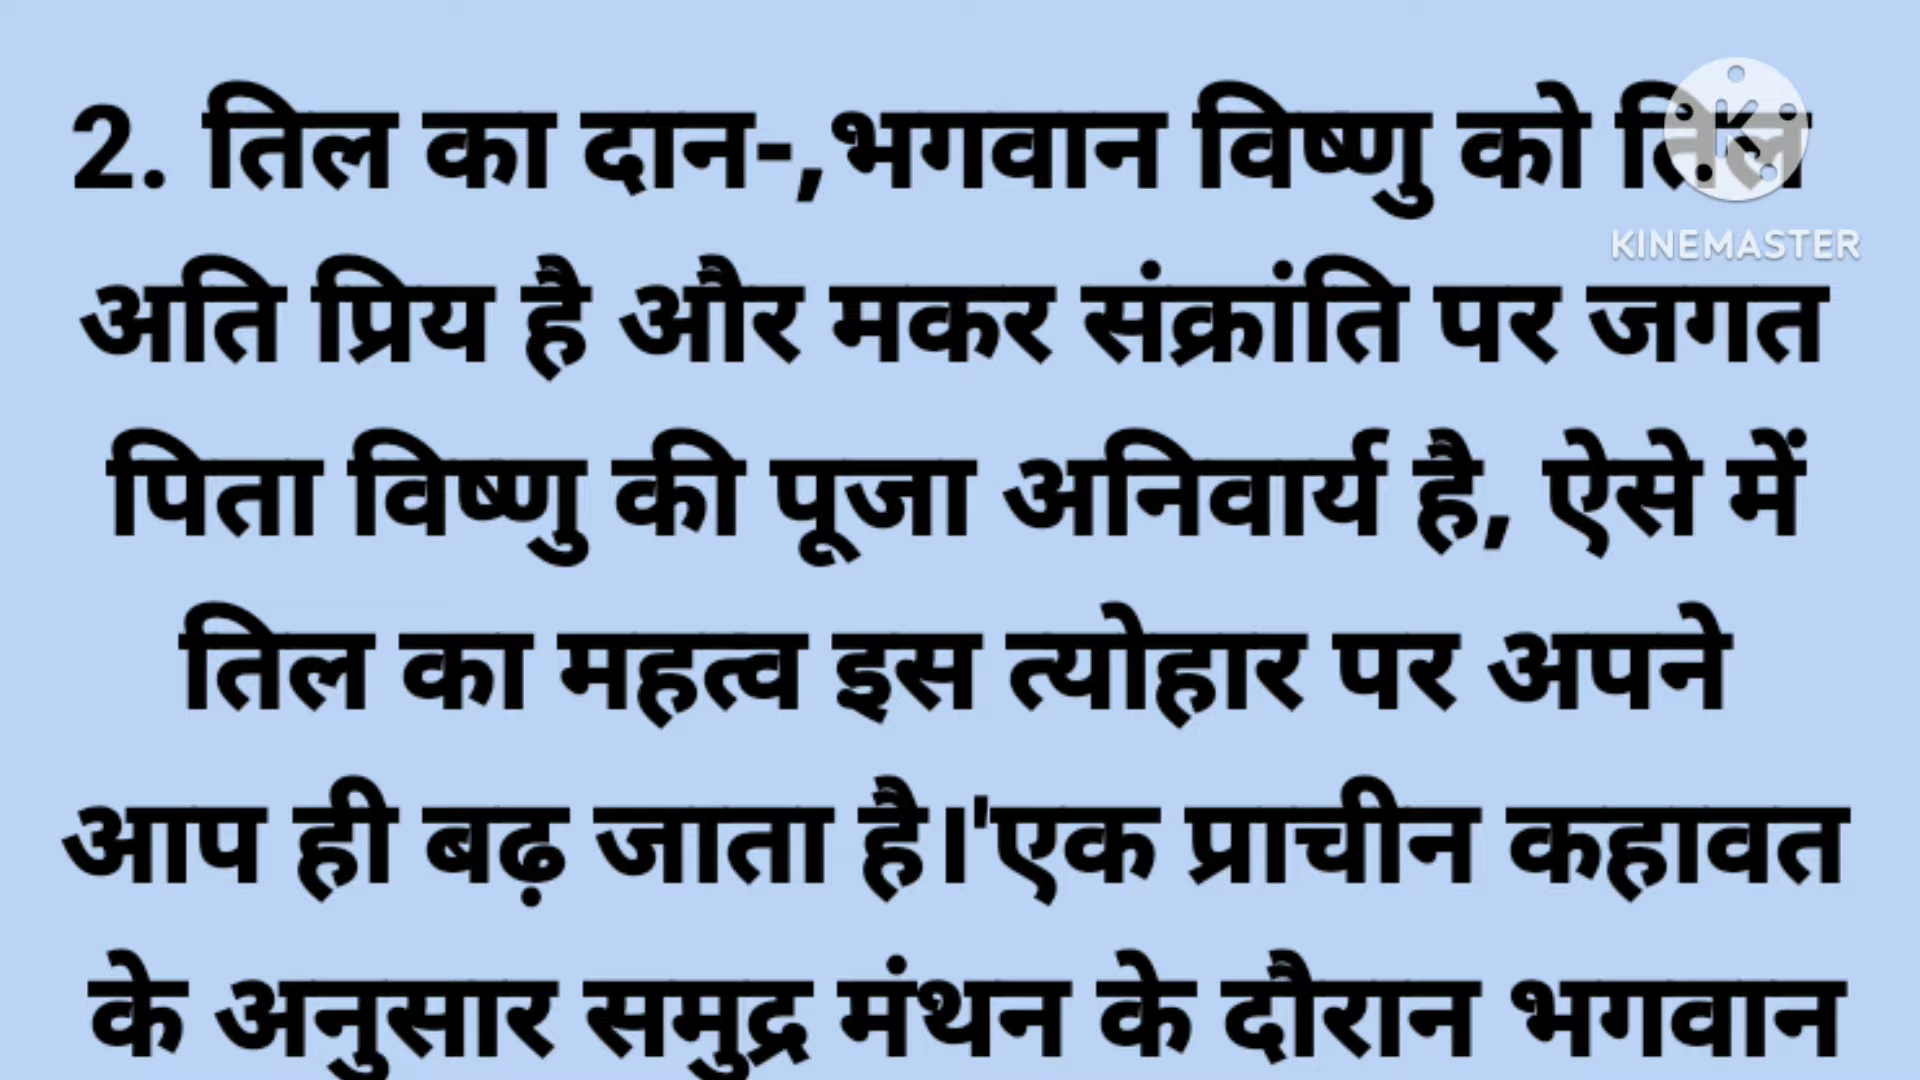 2. तिल का दान-,भगवान विष्णु को तिल
KINEMASTER
अति प्रिय है और मकर संक्रांति पर जगत
पिता विष्णु की पूजा अनिवार्य है, ऐसे में
तिल का महत्व इस त्योहार पर अपने
आप ही बढ़ जाता है।'एक प्राचीन कहावत
के अनुसार समुद्र मंथन के दौरान भगवान